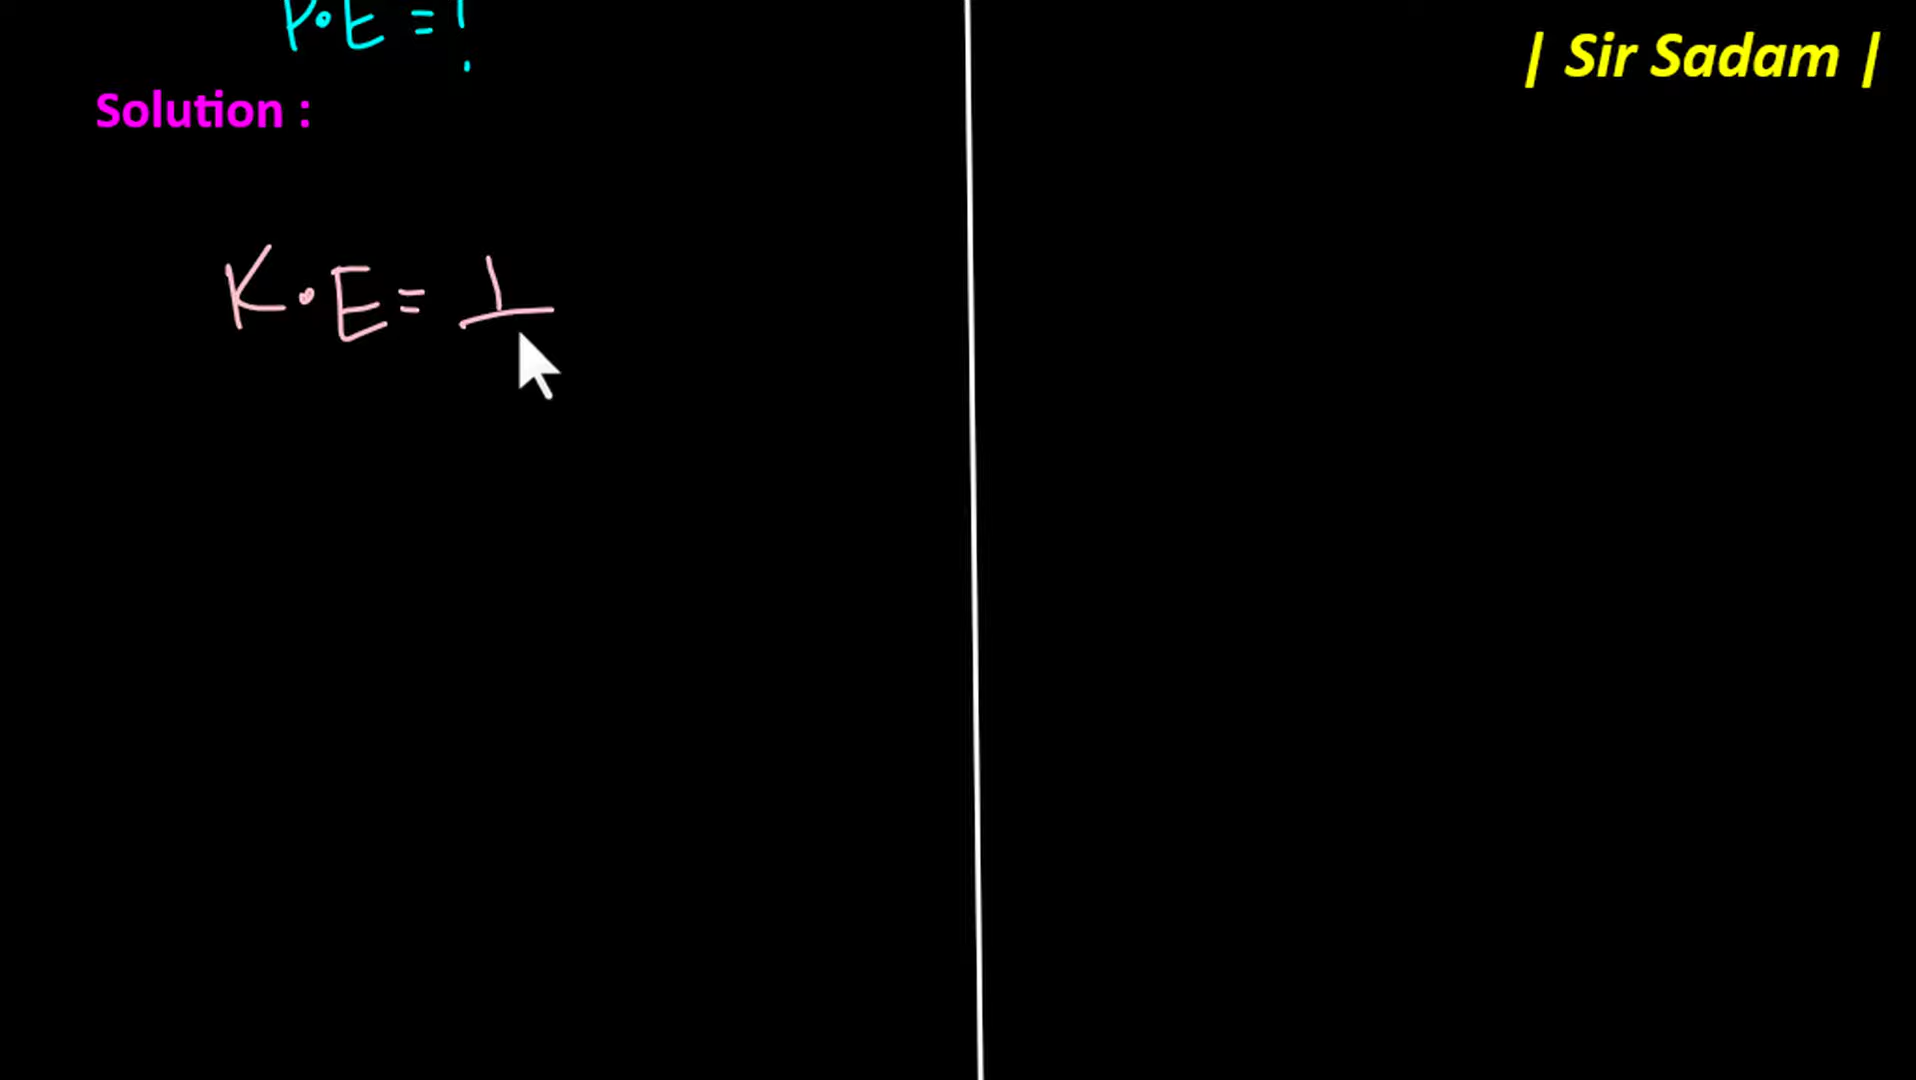 P.E = ?
| Sir Sadam |
Solution :
K.E = 1